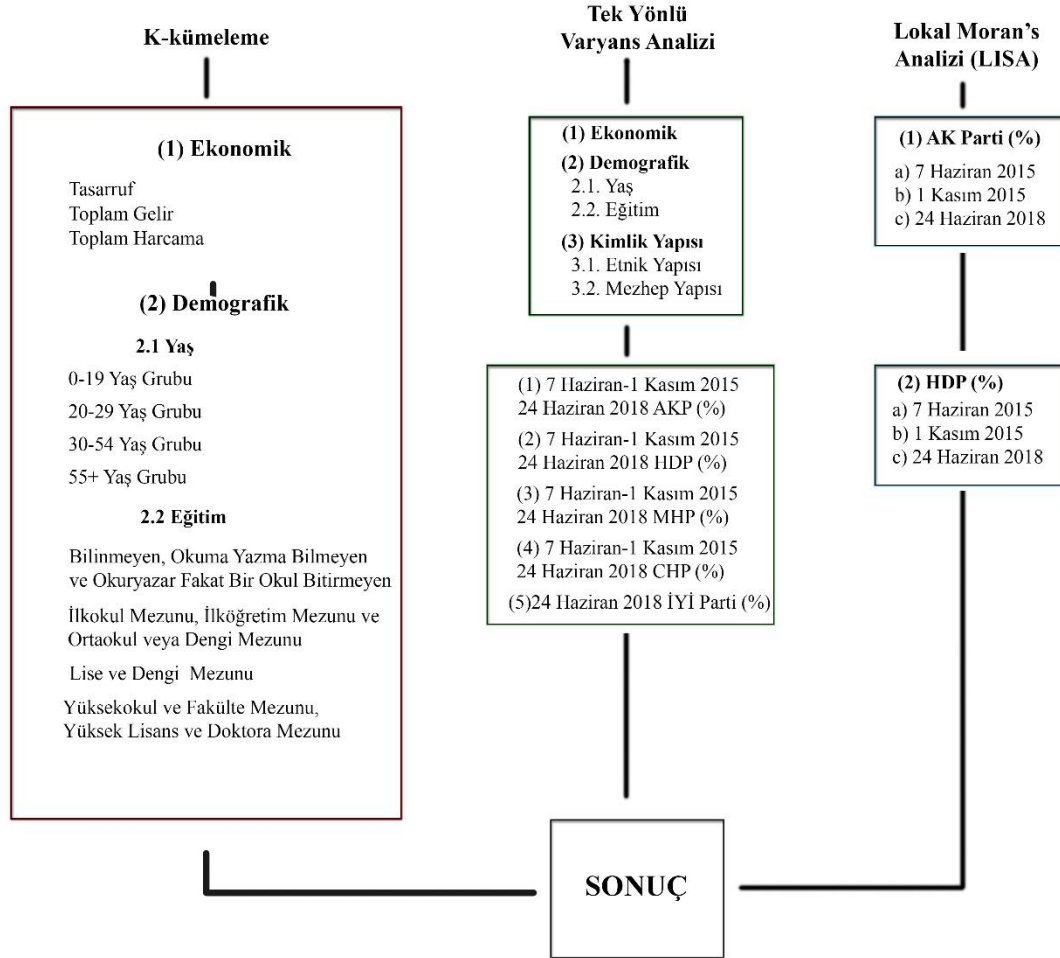 K-kümeleme
(1) Ekonomik
Tasarruf
Toplam Gelir
Toplam Harcama
(2) Demografik
2.1 Yaş
0-19 Yaş Grubu
20-29 Yaş Grubu
30-54 Yaş Grubu
55+ Yaş Grubu
2.2 Eğitim
Bilinmeyen, Okuma Yazma Bilmeyen
ve Okuryazar Fakat Bir Okul Bitirmeyen
İlkokul Mezunu, İlköğretim Mezunu ve
Ortaokul veya Dengi Mezunu
Lise ve Dengi Mezunu
Yüksekokul ve Fakülte Mezunu,
Yüksek Lisans ve Doktora Mezunu
Tek Yönlü
Varyans Analizi
(1) Ekonomik
(2) Demografik
2.1. Yaş
2.2. Eğitim
(3) Kimlik Yapısı
3.1. Etnik Yapısı
3.2. Mezhep Yapısı
(1) 7 Haziran-1 Kasım 2015
24 Haziran 2018 AKP (%)
(2) 7 Haziran-1 Kasım 2015
24 Haziran 2018 HDP (%)
(3) 7 Haziran-1 Kasım 2015
24 Haziran 2018 MHP (%)
(4) 7 Haziran-1 Kasım 2015
24 Haziran 2018 CHP (%)
(5)24 Haziran 2018 İYİ Parti (%)
Lokal Moran’s
Analizi (LISA)
(1) AK Parti (%)
a) 7 Haziran 2015
b) 1 Kasım 2015
c) 24 Haziran 2018
(2) HDP (%)
a) 7 Haziran 2015
b) 1 Kasım 2015
c) 24 Haziran 2018
SONUÇ